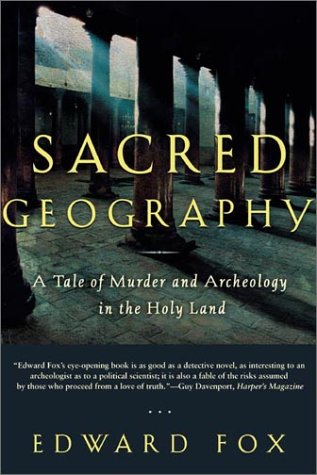 SACRED
GEOGRAPHY
A Tale of Murder and Archeology
in the Holy Land
"Edward Fox's eye-opening book is as good as a detective novel, as interesting to an
archeologist as to a political scientist; it is also a fable of the risks assumed
by those who proceed from a love of truth."—Guy Davenport, Harper's Magazine
...
EDWARD FOX